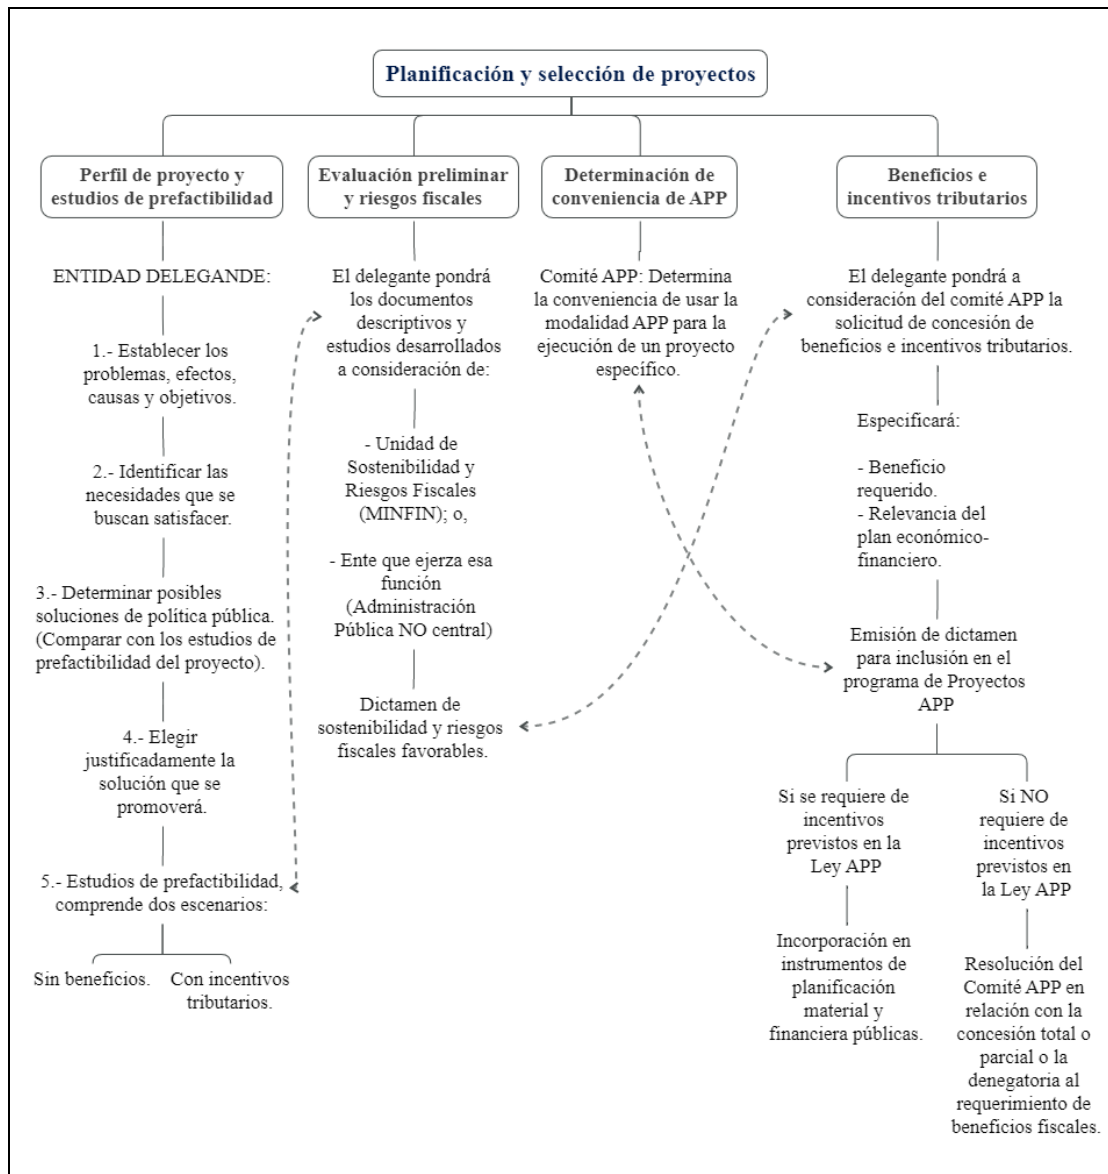 Planificación y selección de proyectos
Perfil de proyecto y
estudios de prefactibilidad
ENTIDAD DELEGANDE:
1.- Establecer los
problemas, efectos,
causas y objetivos.
2.- Identificar las
necesidades que se
buscan satisfacer.
3.- Determinar posibles
soluciones de política pública.
(Comparar con los estudios de
prefactibilidad del proyecto).
4.- Elegir
justificadamente la
solución que se
promoverá.
5.- Estudios de prefactibilidad,
comprende dos escenarios:
Sin beneficios.
Con incentivos
tributarios.
Evaluación preliminar
y riesgos fiscales
El delegante pondrá
los documentos
descriptivos y
estudios desarrollados
a consideración de:
- Unidad de
Sostenibilidad y
Riesgos Fiscales
(MINFIN); o,
- Ente que ejerza esa
función
(Administración
Pública NO central)
Dictamen de
sostenibilidad y riesgos
fiscales favorables.
Determinación de
conveniencia de APP
Comité APP: Determina
la conveniencia de usar la
modalidad APP para la
ejecución de un proyecto
específico.
Beneficios e
incentivos tributarios
El delegante pondrá a
consideración del comité APP la
solicitud de concesión de
beneficios e incentivos tributarios.
Especificará:
- Beneficio
requerido.
- Relevancia del
plan económico-
financiero.
Emisión de dictamen
para inclusión en el
programa de Proyectos
APP
Si se requiere de
incentivos
previstos en la
Ley APP
Incorporación en
instrumentos de
planificación
material y
financiera públicas.
Si NO
requiere de
incentivos
previstos en
la Ley APP
Resolución del
Comité APP en
relación con la
concesión total o
parcial o la
denegatoria al
requerimiento de
beneficios fiscales.